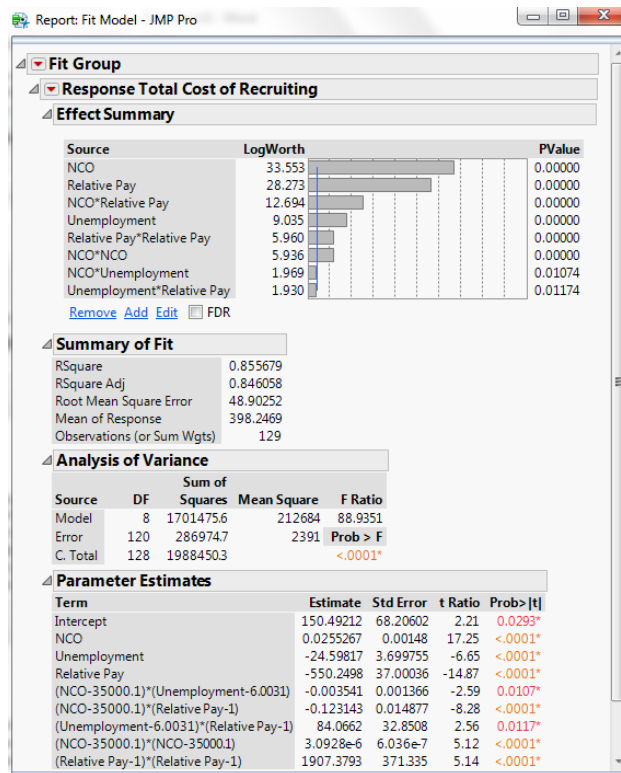 Report: Fit Model - JMP Pro
Fit Group
Response Total Cost of Recruiting
Effect Summary
Source LogWorth PValue
NCO 33.553 0.00000
Relative Pay 28.273 0.00000
NCO*Relative Pay 12.694 0.00000
Unemployment 9.035 0.00000
Relative Pay*Relative Pay 5.960 0.00000
NCO*NCO 5.936 0.00000
NCO*Unemployment 1.969 0.01074
Unemployment*Relative Pay 1.930 0.01174
Remove Add Edit FDR
Summary of Fit
RSquare 0.855679
RSquare Adj 0.846058
Root Mean Square Error 48.90252
Mean of Response 398.2469
Observations (or Sum Wgts) 129
Analysis of Variance
Sum of
Source DF Squares Mean Square F Ratio
Model 8 1701475.6 212684 88.9351
Error 120 286974.7 2391 Prob > F
C. Total 128 1988450.3 <.0001*
Parameter Estimates
Term Estimate Std Error t Ratio Prob>|t|
Intercept 150.49212 68.20602 2.21 0.0293*
NCO 0.0255267 0.00148 17.25 <.0001*
Unemployment -24.59817 3.699755 -6.65 <.0001*
Relative Pay -550.2498 37.00036 -14.87 <.0001*
(NCO-35000.1)*(Unemployment-6.0031) -0.003541 0.001366 -2.59 0.0107*
(NCO-35000.1)*(Relative Pay-1) -0.123143 0.014877 -8.28 <.0001*
(Unemployment-6.0031)*(Relative Pay-1) 84.0662 32.8508 2.56 0.0117*
(NCO-35000.1)*(NCO-35000.1) 3.0928e-6 6.036e-7 5.12 <.0001*
(Relative Pay-1)*(Relative Pay-1) 1907.3793 371.335 5.14 <.0001*